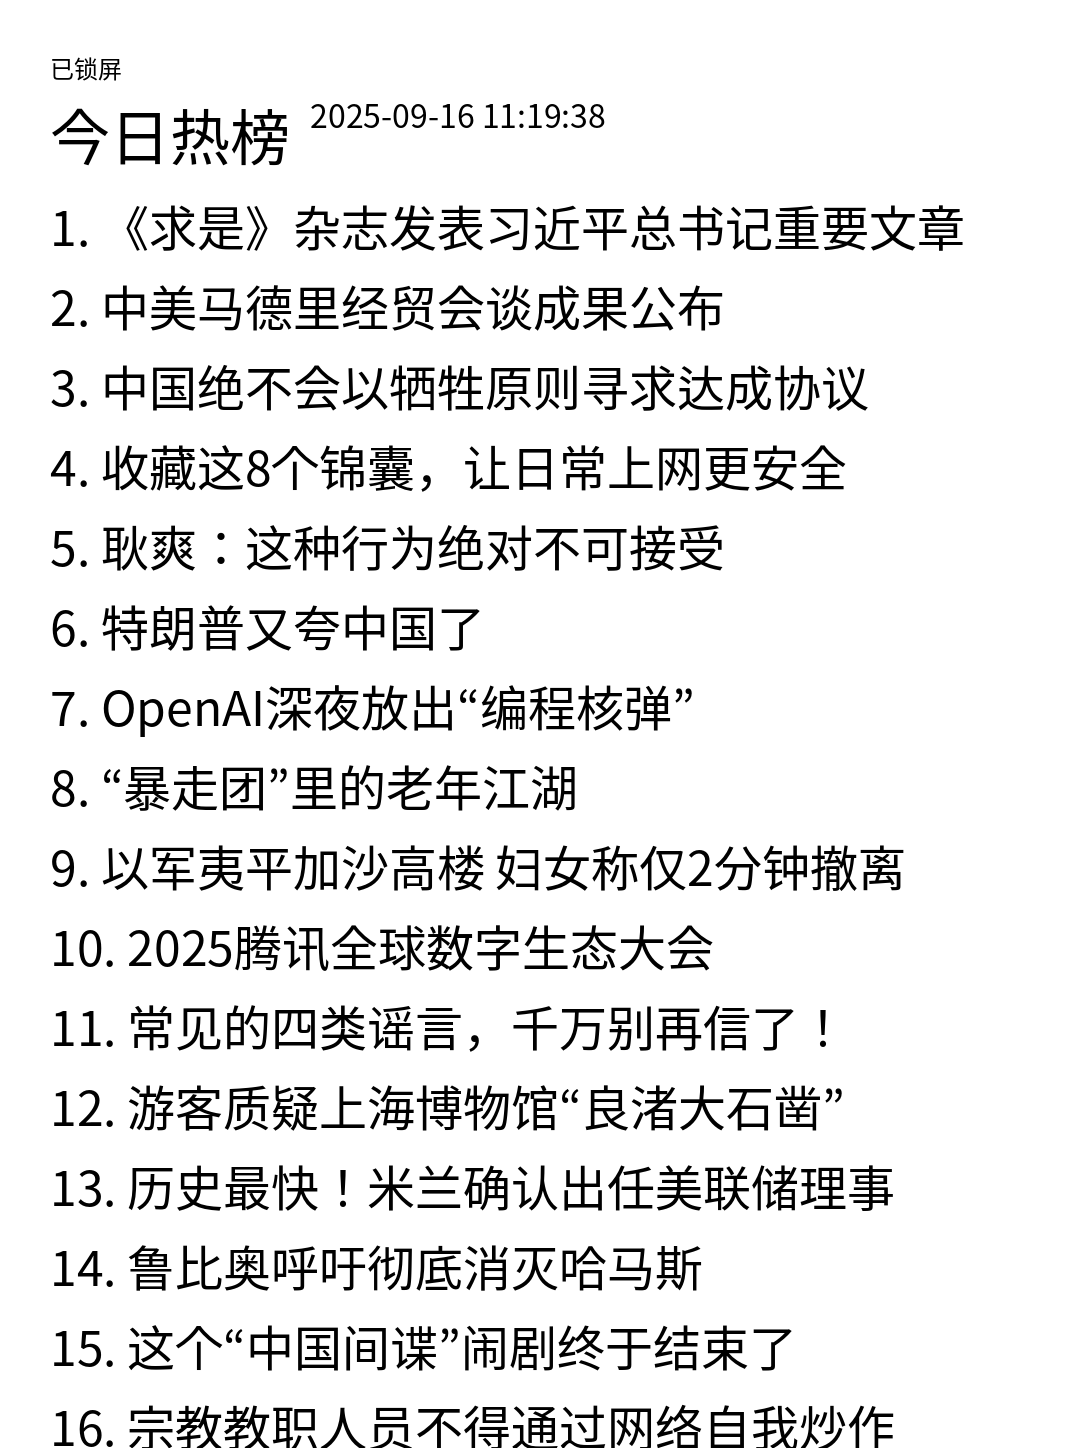 已锁屏
今日热榜 2025-09-16 11:19:38
1. 《求是》杂志发表习近平总书记重要文章
2. 中美马德里经贸会谈成果公布
3. 中国绝不会以牺牲原则寻求达成协议
4. 收藏这8个锦囊，让日常上网更安全
5. 耿爽：这种行为绝对不可接受
6. 特朗普又夸中国了
7. OpenAI深夜放出“编程核弹”
8. “暴走团”里的老年江湖
9. 以军夷平加沙高楼 妇女称仅2分钟撤离
10. 2025腾讯全球数字生态大会
11. 常见的四类谣言，千万别再信了！
12. 游客质疑上海博物馆“良渚大石凿”
13. 历史最快！米兰确认出任美联储理事
14. 鲁比奥呼吁彻底消灭哈马斯
15. 这个“中国间谍”闹剧终于结束了
16. 宗教教职人员不得通过网络自我炒作